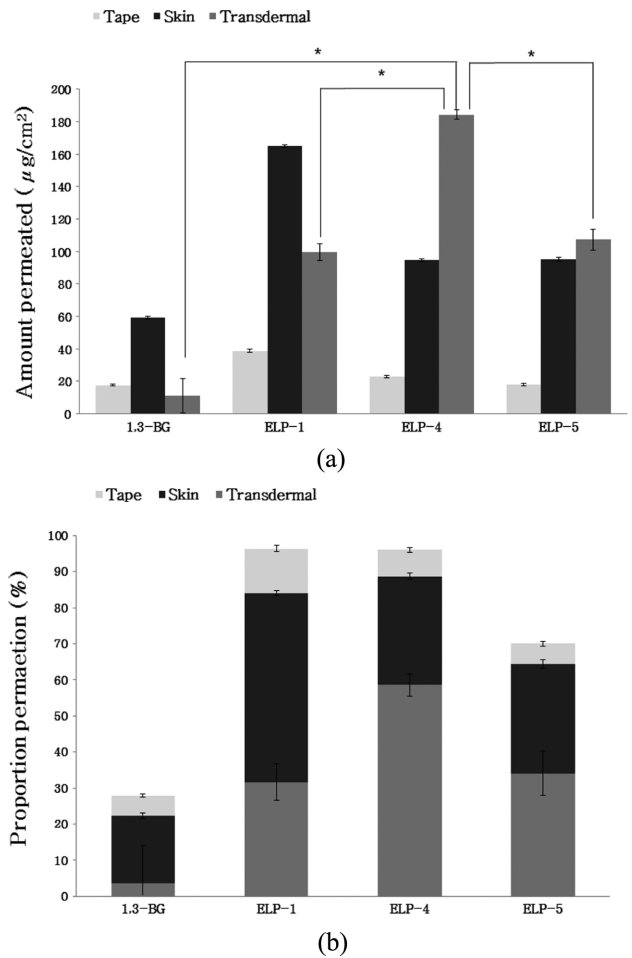 Tape Skin Transdermal
* * *
Amount permeated (μg/cm²)
200
180
160
140
120
100
80
60
40
20
0
1,3-BG ELP-1 ELP-4 ELP-5
(a)
Tape Skin Transdermal
Proportion permaection (%)
100
90
80
70
60
50
40
30
20
10
0
1,3-BG ELP-1 ELP-4 ELP-5
(b)